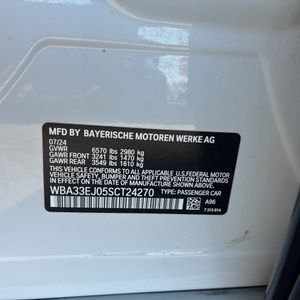 MFD BY BAYERISCHE MOTOREN WERKE AG
07/24
GVWR 6570 lbs 2980 kg
GAWR FRONT 3241 lbs 1470 kg
GAWR REAR 3549 lbs 1610 kg
THIS VEHICLE CONFORMS TO ALL APPLICABLE
U.S. FEDERAL MOTOR VEHICLE SAFETY, BUMPER,
AND THEFT PREVENTION STANDARDS IN EFFECT
ON THE DATE OF MANUFACTURE SHOWN ABOVE.
WBA33EJ05SCT24270 TYPE: PASSENGER CAR
A96